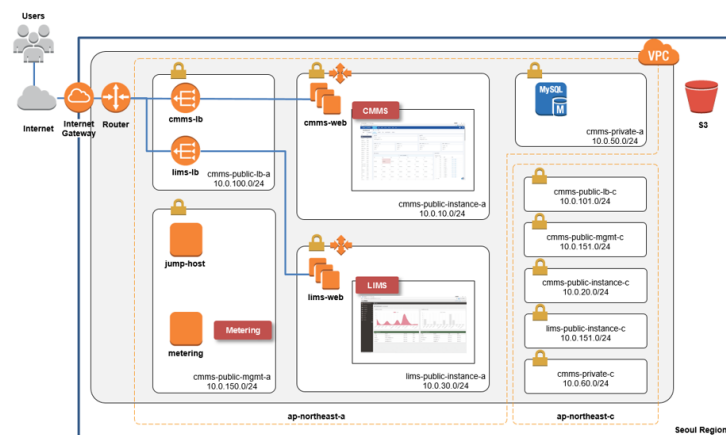 Users
Internet
Internet
Gateway
Router
VPC
S3
cmms-lb
lims-lb
cmms-public-lb-a
10.0.100.0/24
cmms-web
CMMS
cmms-public-instance-a
10.0.10.0/24
MySQL
M
cmms-private-a
10.0.50.0/24
jump-host
metering
Metering
cmms-public-mgmt-a
10.0.150.0/24
lims-web
LIMS
lims-public-instance-a
10.0.30.0/24
cmms-public-lb-c
10.0.101.0/24
cmms-public-mgmt-c
10.0.151.0/24
cmms-public-instance-c
10.0.20.0/24
lims-public-instance-c
10.0.151.0/24
cmms-private-c
10.0.60.0/24
ap-northeast-a
ap-northeast-c
Seoul Region